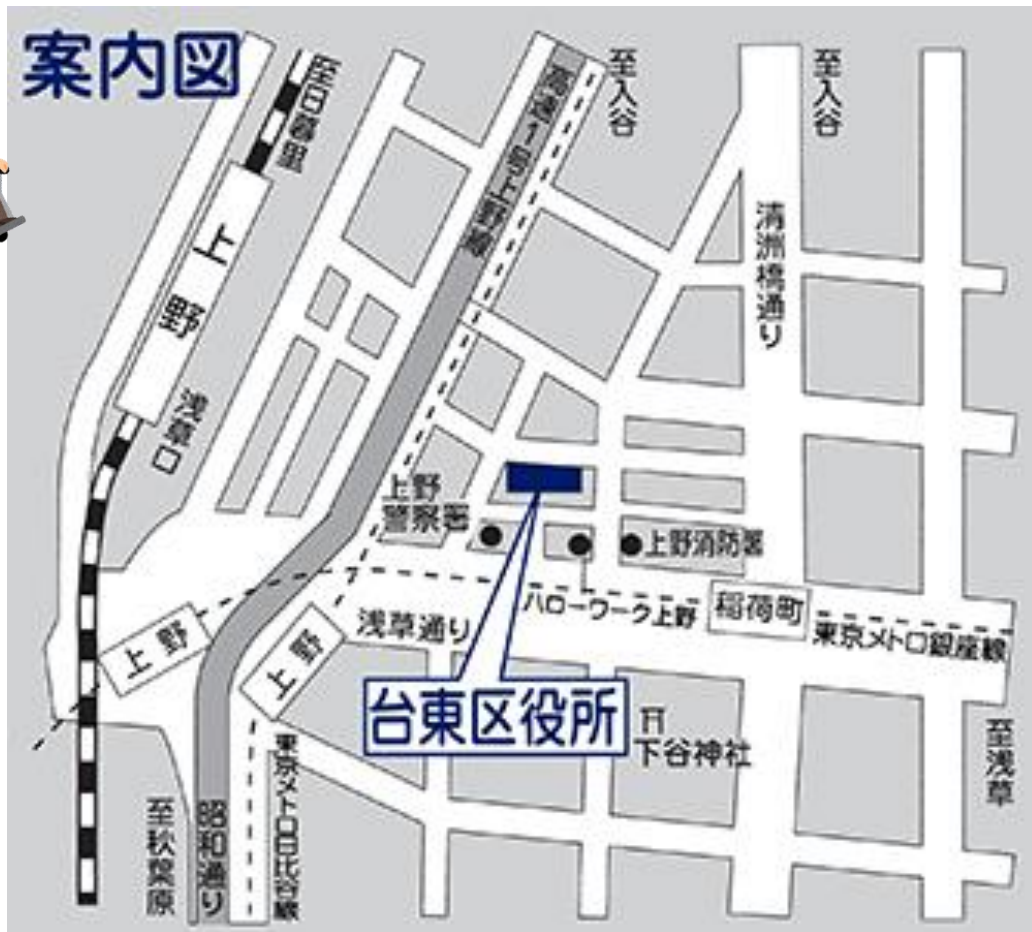 案内図
至日暮里
高速1号上野線
至入谷
至入谷
上野
清洲橋通り
浅草口
上野
警察署
上野消防署
ハローワーク上野
稲荷町
東京メトロ銀座線
浅草通り
上野
上野
台東区役所
下谷神社
至浅草
東京メトロ日比谷線
昭和通り
至秋葉原